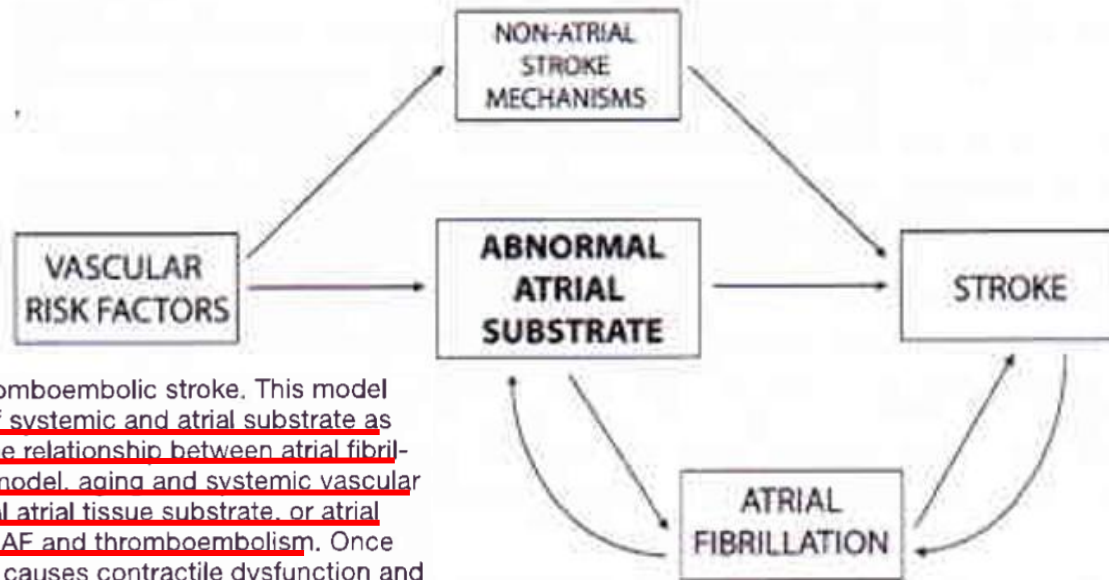 NON-ATRIAL
STROKE
MECHANISMS
VASCULAR
RISK FACTORS
ABNORMAL
ATRIAL
SUBSTRATE
STROKE
ATRIAL
FIBRILLATION
omboembolic stroke. This model
f systemic and atrial substrate as
e relationship between atrial fibril-
model, aging and systemic vascular
l atrial tissue substrate, or atrial
AF and thromboembolism. Once
causes contractile dysfunction and